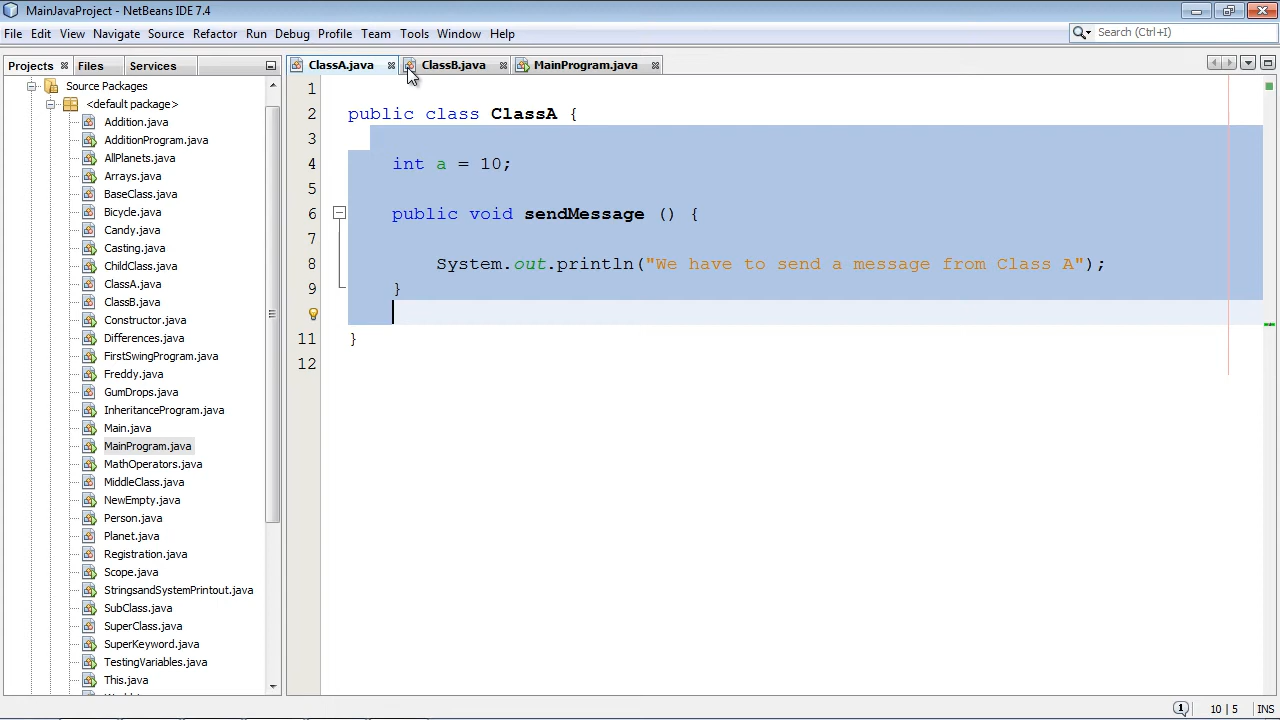 MainJavaProject - NetBeans IDE 7.4
File Edit View Navigate Source Refactor Run Debug Profile Team Tools Window Help
Search (Ctrl+I)
Projects Files Services
ClassA.java ClassB.java MainProgram.java
Source Packages
<default package>
Addition.java
AdditionProgram.java
AllPlanets.java
Arrays.java
BaseClass.java
Bicycle.java
Candy.java
Casting.java
ChildClass.java
ClassA.java
ClassB.java
Constructor.java
Differences.java
FirstSwingProgram.java
Freddy.java
GumDrops.java
InheritanceProgram.java
Main.java
MainProgram.java
MathOperators.java
MiddleClass.java
NewEmpty.java
Person.java
Planet.java
Registration.java
Scope.java
StringsandSystemPrintout.java
SubClass.java
SuperClass.java
SuperKeyword.java
TestingVariables.java
This.java
1
2 public class ClassA {
3
4 int a = 10;
5
6 public void sendMessage () {
7
8 System.out.println("We have to send a message from Class A");
9 }
11 }
12
10 | 5 INS